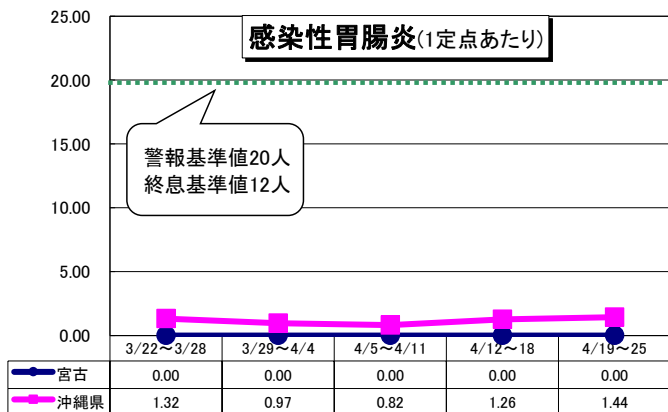 感染性胃腸炎(1定点あたり)
25.00
20.00
15.00
10.00
5.00
0.00
警報基準値20人
終息基準値12人
3/22～3/28 3/29～4/4 4/5～4/11 4/12～18 4/19～25
宮古 0.00 0.00 0.00 0.00 0.00
沖縄県 1.32 0.97 0.82 1.26 1.44